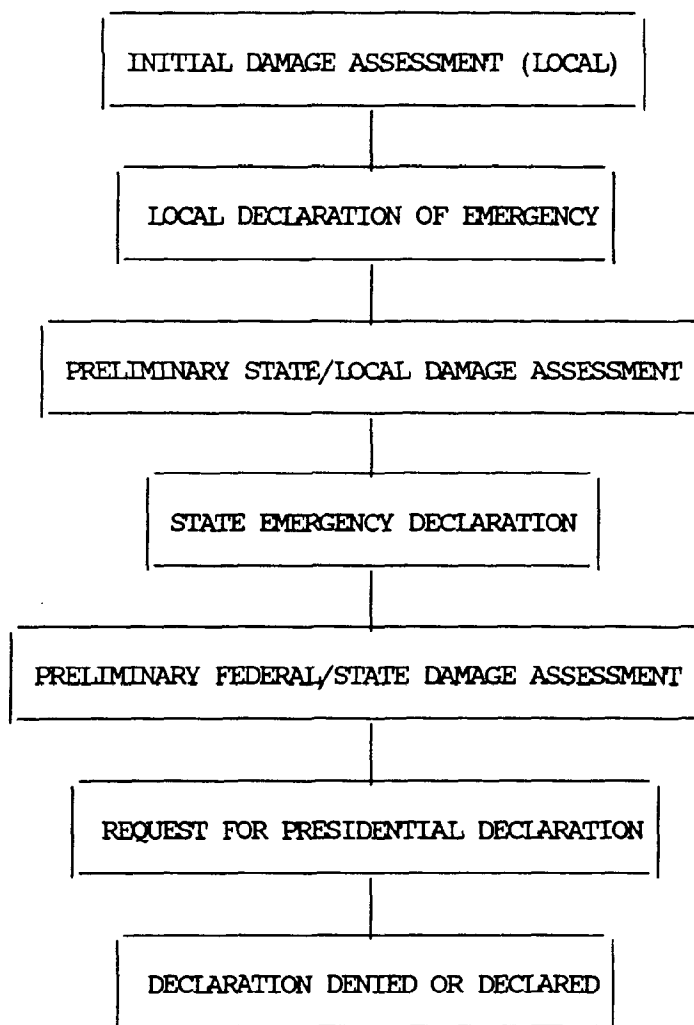 INITIAL DAMAGE ASSESSMENT (LOCAL)
LOCAL DECLARATION OF EMERGENCY
PRELIMINARY STATE/LOCAL DAMAGE ASSESSMENT
STATE EMERGENCY DECLARATION
PRELIMINARY FEDERAL/STATE DAMAGE ASSESSMENT
REQUEST FOR PRESIDENTIAL DECLARATION
DECLARATION DENIED OR DECLARED